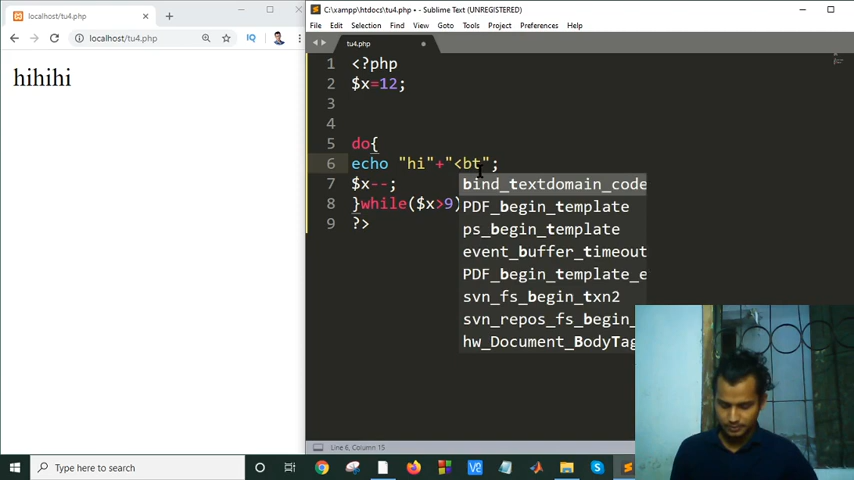 localhost/tu4.php
localhost/tu4.php
hihihi
C:\xampp\htdocs\tu4.php • - Sublime Text (UNREGISTERED)
File Edit Selection Find View Goto Tools Project Preferences Help
tu4.php
1 <?php
2 $x=12;
3
4
5 do{
6 echo "hi"+"<bt";
7 $x--;
8 }while($x>9)
9 ?>
bind_textdomain_code
PDF_begin_template
ps_begin_template
event_buffer_timeout
PDF_begin_template_e
svn_fs_begin_txn2
svn_repos_fs_begin_
hw_Document_BodyTag
Line 6, Column 15
Type here to search